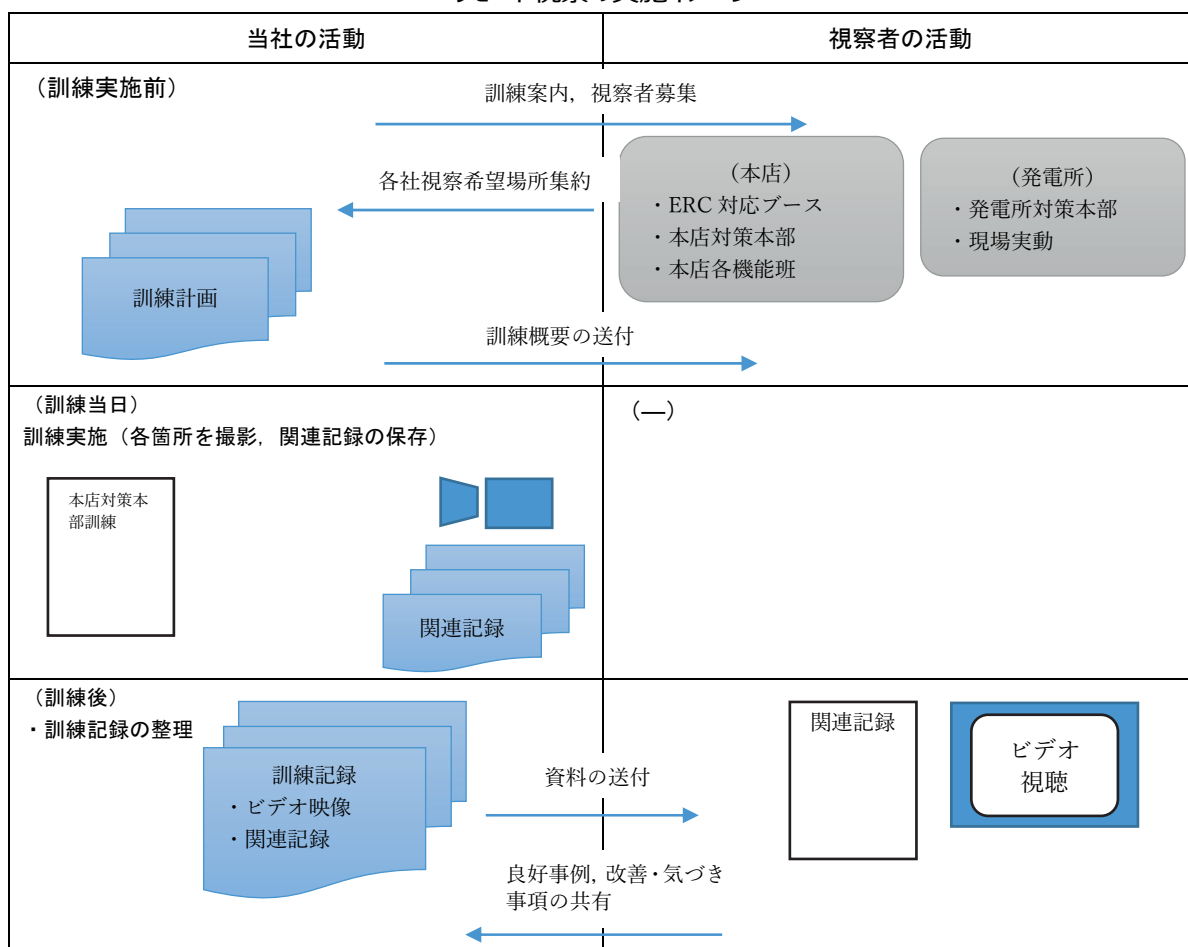 当社の活動
視察者の活動
(訓練実施前)
訓練案内,視察者募集
各社視察希望場所集約
(本店)
・ERC 対応ブース
・本店対策本部
・本店各機能班
(発電所)
・発電所対策本部
・現場実動
訓練計画
訓練概要の送付
(訓練当日)
訓練実施(各箇所を撮影,関連記録の保存)
(―)
本店対策本
部訓練
関連記録
(訓練後)
・訓練記録の整理
訓練記録
・ビデオ映像
・関連記録
資料の送付
関連記録
ビデオ
視聴
良好事例,改善・気づき
事項の共有